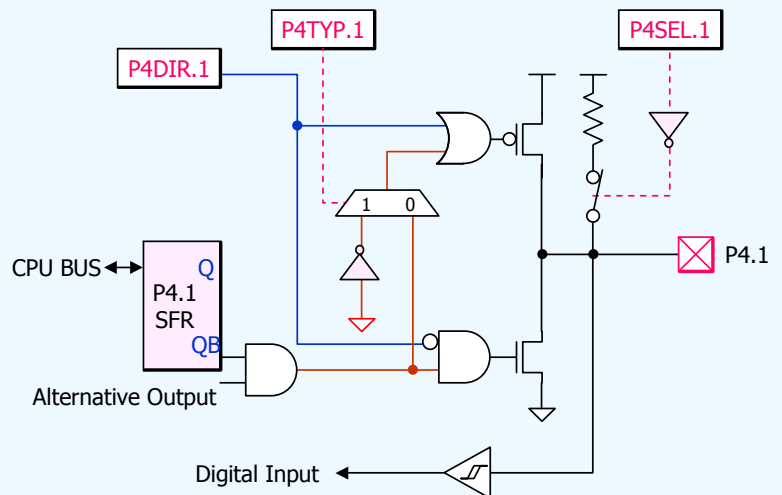 P4TYP.1
P4SEL.1
P4DIR.1
1 0
CPU BUS
Q
P4.1
SFR
QB
P4.1
Alternative Output
Digital Input